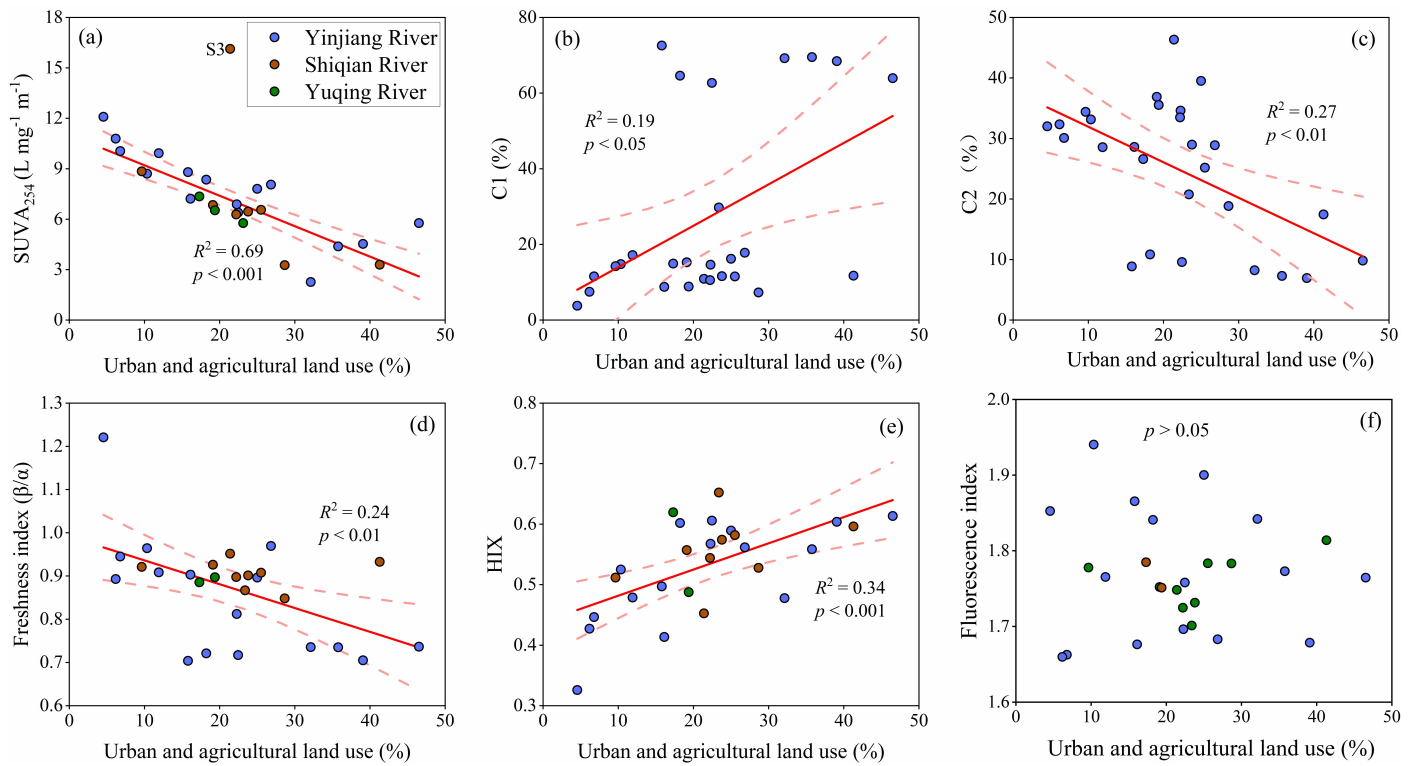 (a)
S3
Yinjiang River
Shiqian River
Yuqing River
R² = 0.69
p < 0.001
SUVA₂₅₄ (L mg⁻¹ m⁻¹)
0 3 6 9 12 15 18
0 10 20 30 40 50
Urban and agricultural land use (%)
(b)
R² = 0.19
p < 0.05
C1 (%)
0 20 40 60 80
0 10 20 30 40 50
Urban and agricultural land use (%)
(c)
R² = 0.27
p < 0.01
C2 (%)
0 10 20 30 40 50
0 10 20 30 40 50
Urban and agricultural land use (%)
(d)
R² = 0.24
p < 0.01
Freshness index (β/α)
0.6 0.7 0.8 0.9 1.0 1.1 1.2 1.3
0 10 20 30 40 50
Urban and agricultural land use (%)
(e)
R² = 0.34
p < 0.001
HIX
0.3 0.4 0.5 0.6 0.7 0.8
0 10 20 30 40 50
Urban and agricultural land use (%)
(f)
p > 0.05
Fluorescence index
1.6 1.7 1.8 1.9 2.0
0 10 20 30 40 50
Urban and agricultural land use (%)